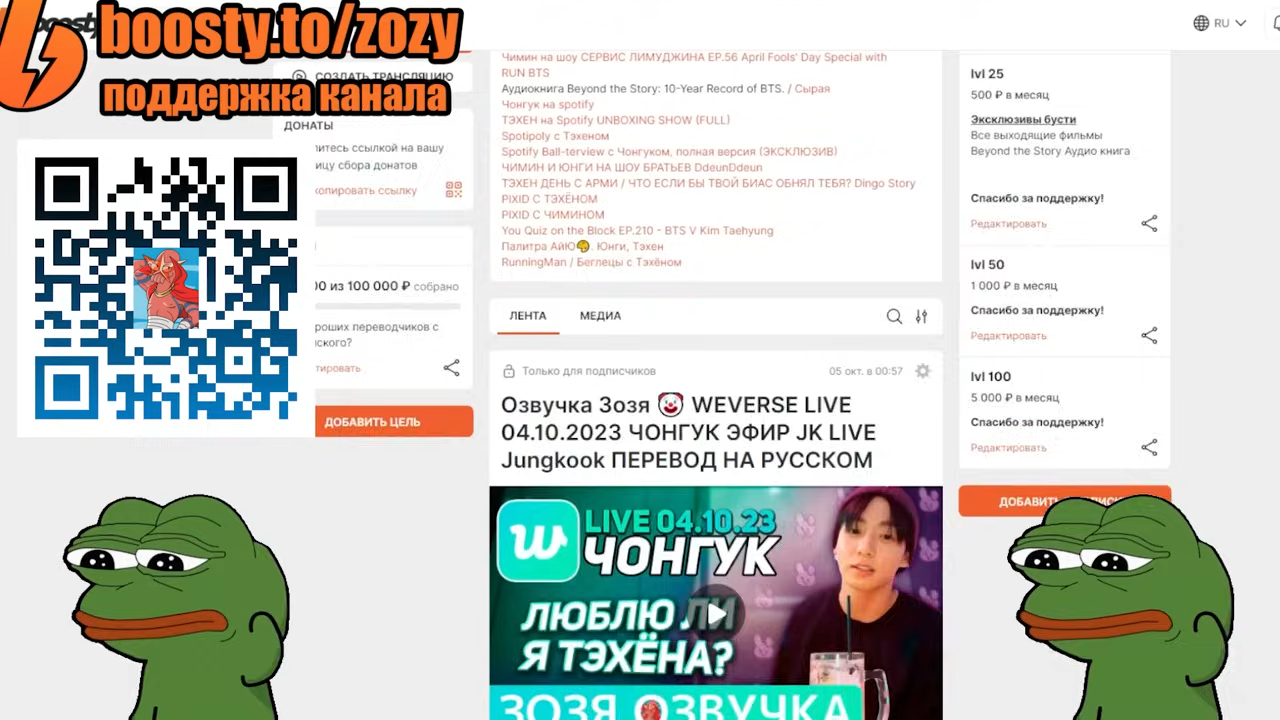 boosty.to/zozy
поддержка канала
RU
СОЗДАТЬ ТРАНСЛЯЦИЮ
ДОНАТЫ
литесь ссылкой на вашу
ницу сбора донатов
копировать ссылку
00 из 100 000 ₽ собрано
роших переводчиков с
йского?
тировать
ДОБАВИТЬ ЦЕЛЬ
Чимин на шоу СЕРВИС ЛИМУДЖИНА EP.56 April Fools' Day Special with
RUN BTS
Аудиокнига Beyond the Story: 10-Year Record of BTS. / Сырая
Чонгук на spotify
ТЭХЕН на Spotify UNBOXING SHOW (FULL)
Spotipoly с Тэхеном
Spotify Ball-terview с Чонгуком, полная версия (ЭКСКЛЮЗИВ)
ЧИМИН И ЮНГИ НА ШОУ БРАТЬЕВ DdeunDdeun
ТЭХЕН ДЕНЬ С АРМИ / ЧТО ЕСЛИ БЫ ТВОЙ БИАС ОБНЯЛ ТЕБЯ? Dingo Story
PIXID С ТЭХЁНОМ
PIXID С ЧИМИНОМ
You Quiz on the Block EP.210 - BTS V Kim Taehyung
Палитра АйЮ. Юнги, Тэхен
RunningMan / Беглецы с Тэхёном
ЛЕНТА МЕДИА
Только для подписчиков 05 окт. в 00:57
Озвучка Зозя 🤡 WEVERSE LIVE
04.10.2023 ЧОНГУК ЭФИР JK LIVE
Jungkook ПЕРЕВОД НА РУССКОМ
w
LIVE 04.10.23
ЧОНГУК
ЛЮБЛЮ ЛИ
Я ТЭХЁНА?
ЗОЗЯ ОЗВУЧКА
lvl 25
500 ₽ в месяц
Эксклюзивы бусти
Все выходящие фильмы
Beyond the Story Аудио книга
Спасибо за поддержку!
Редактировать
lvl 50
1 000 ₽ в месяц
Спасибо за поддержку!
Редактировать
lvl 100
5 000 ₽ в месяц
Спасибо за поддержку!
Редактировать
ДОБАВИТЬ